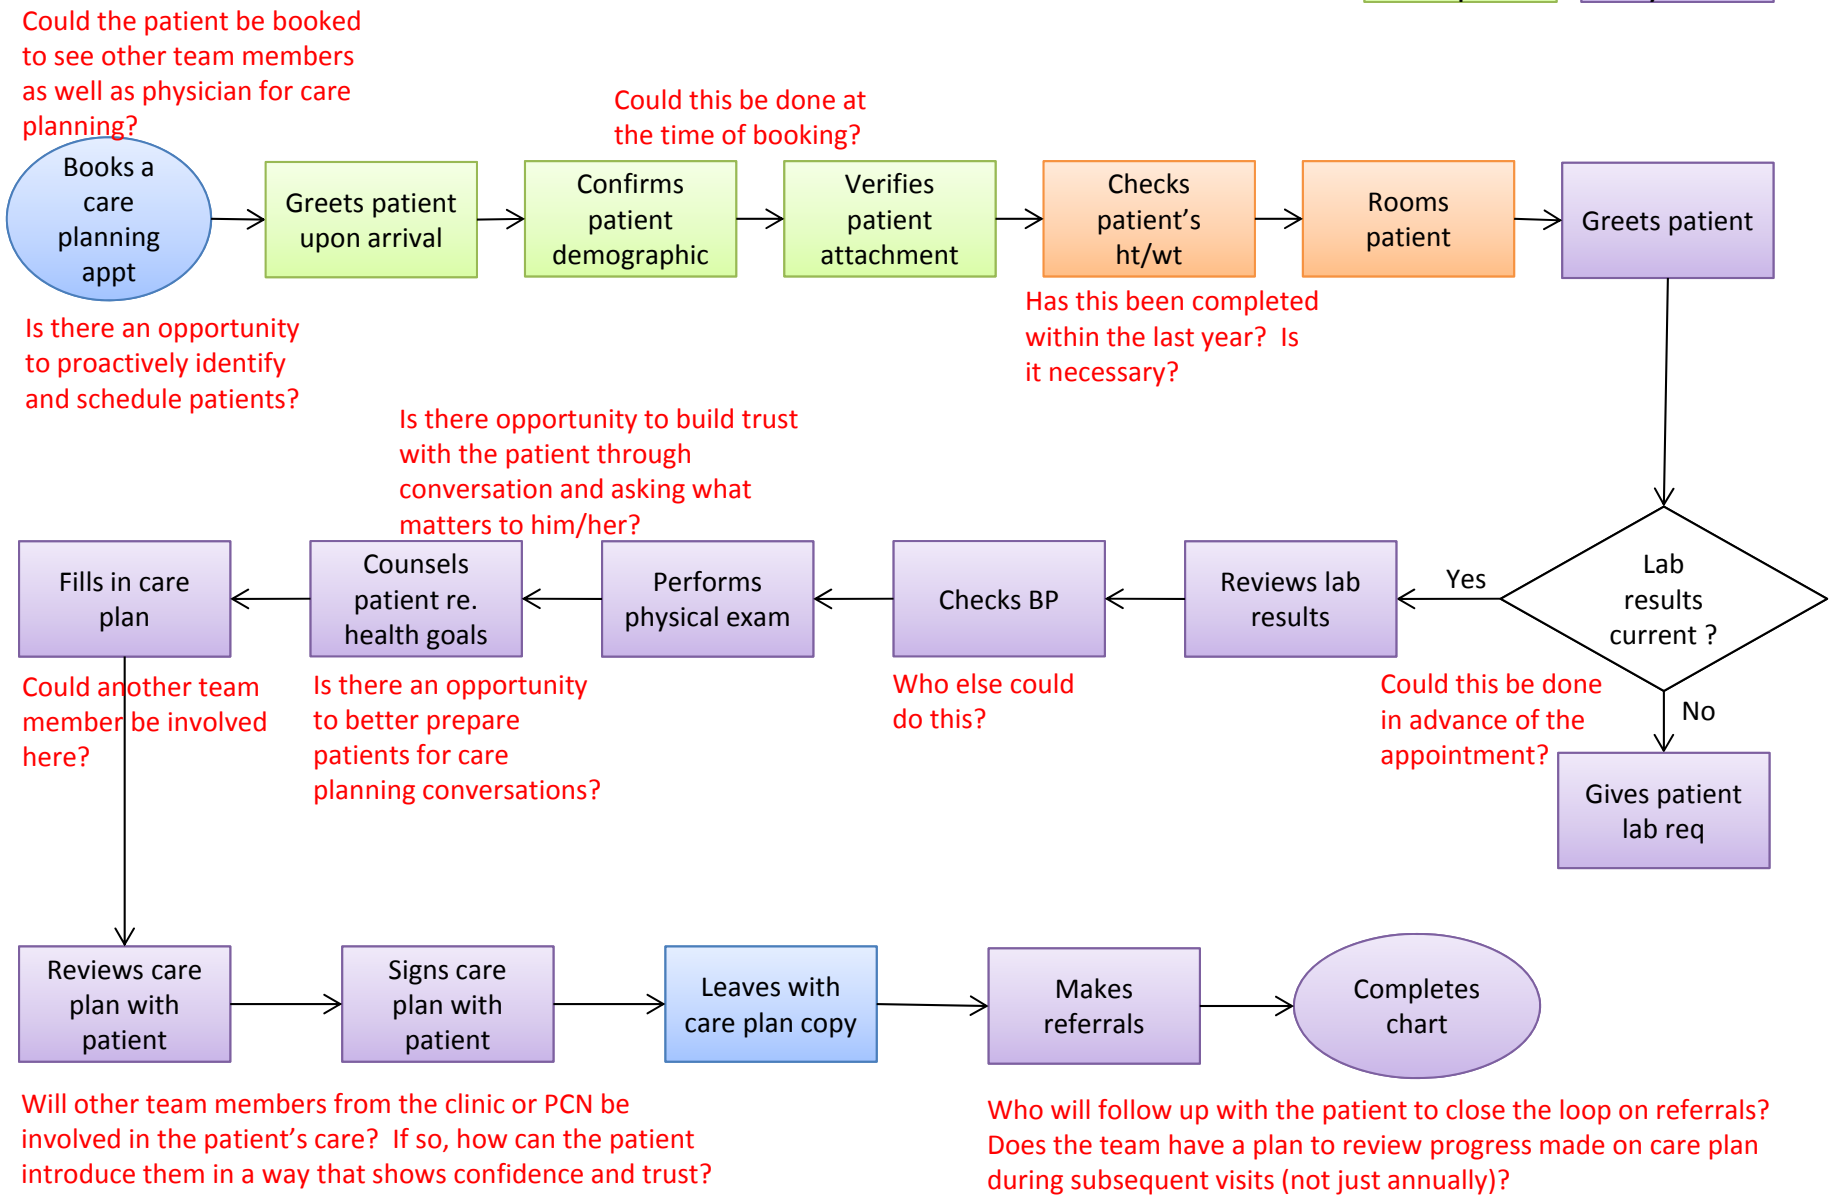 Could the patient be booked
to see other team members
as well as physician for care
planning?
Could this be done at
the time of booking?
Books a
care
planning
appt
Greets patient
upon arrival
Confirms
patient
demographic
Verifies
patient
attachment
Checks
patient’s
ht/wt
Rooms
patient
Greets patient
Is there an opportunity
to proactively identify
and schedule patients?
Has this been completed
within the last year?  Is
it necessary?
Is there opportunity to build trust
with the patient through
conversation and asking what
matters to him/her?
Lab
results
current ?
Yes
Reviews lab
results
Checks BP
Performs
physical exam
Counsels
patient re.
health goals
Fills in care
plan
Could another team
member be involved
here?
Is there an opportunity
to better prepare
patients for care
planning conversations?
Who else could
do this?
Could this be done
in advance of the
appointment?
No
Gives patient
lab req
Reviews care
plan with
patient
Signs care
plan with
patient
Leaves with
care plan copy
Makes
referrals
Completes
chart
Will other team members from the clinic or PCN be
involved in the patient’s care?  If so, how can the patient
introduce them in a way that shows confidence and trust?
Who will follow up with the patient to close the loop on referrals?
Does the team have a plan to review progress made on care plan
during subsequent visits (not just annually)?